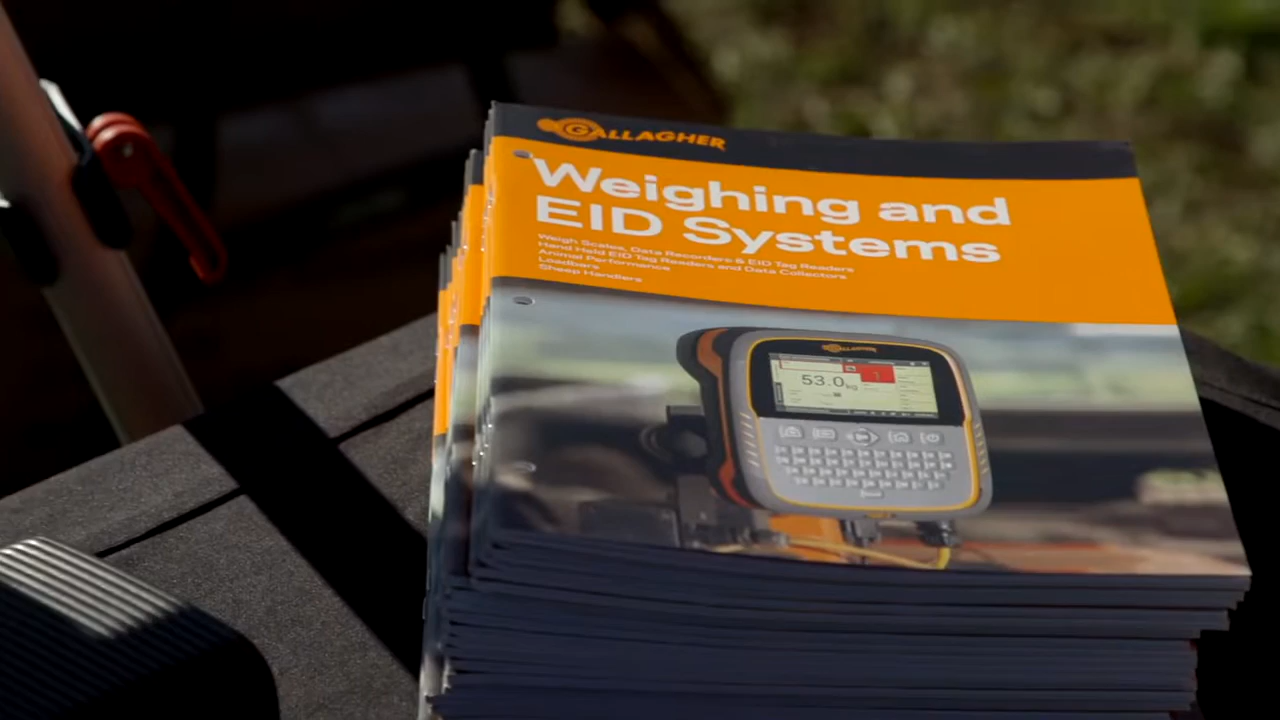 GALLAGHER
Weighing and
EID Systems
Weigh Scales, Data Recorders & EID Tag Readers
Hand Held EID Tag Readers and Data Collectors
Animal Performance
Loadbars
Sheep Handlers
GALLAGHER
53.0kg
1